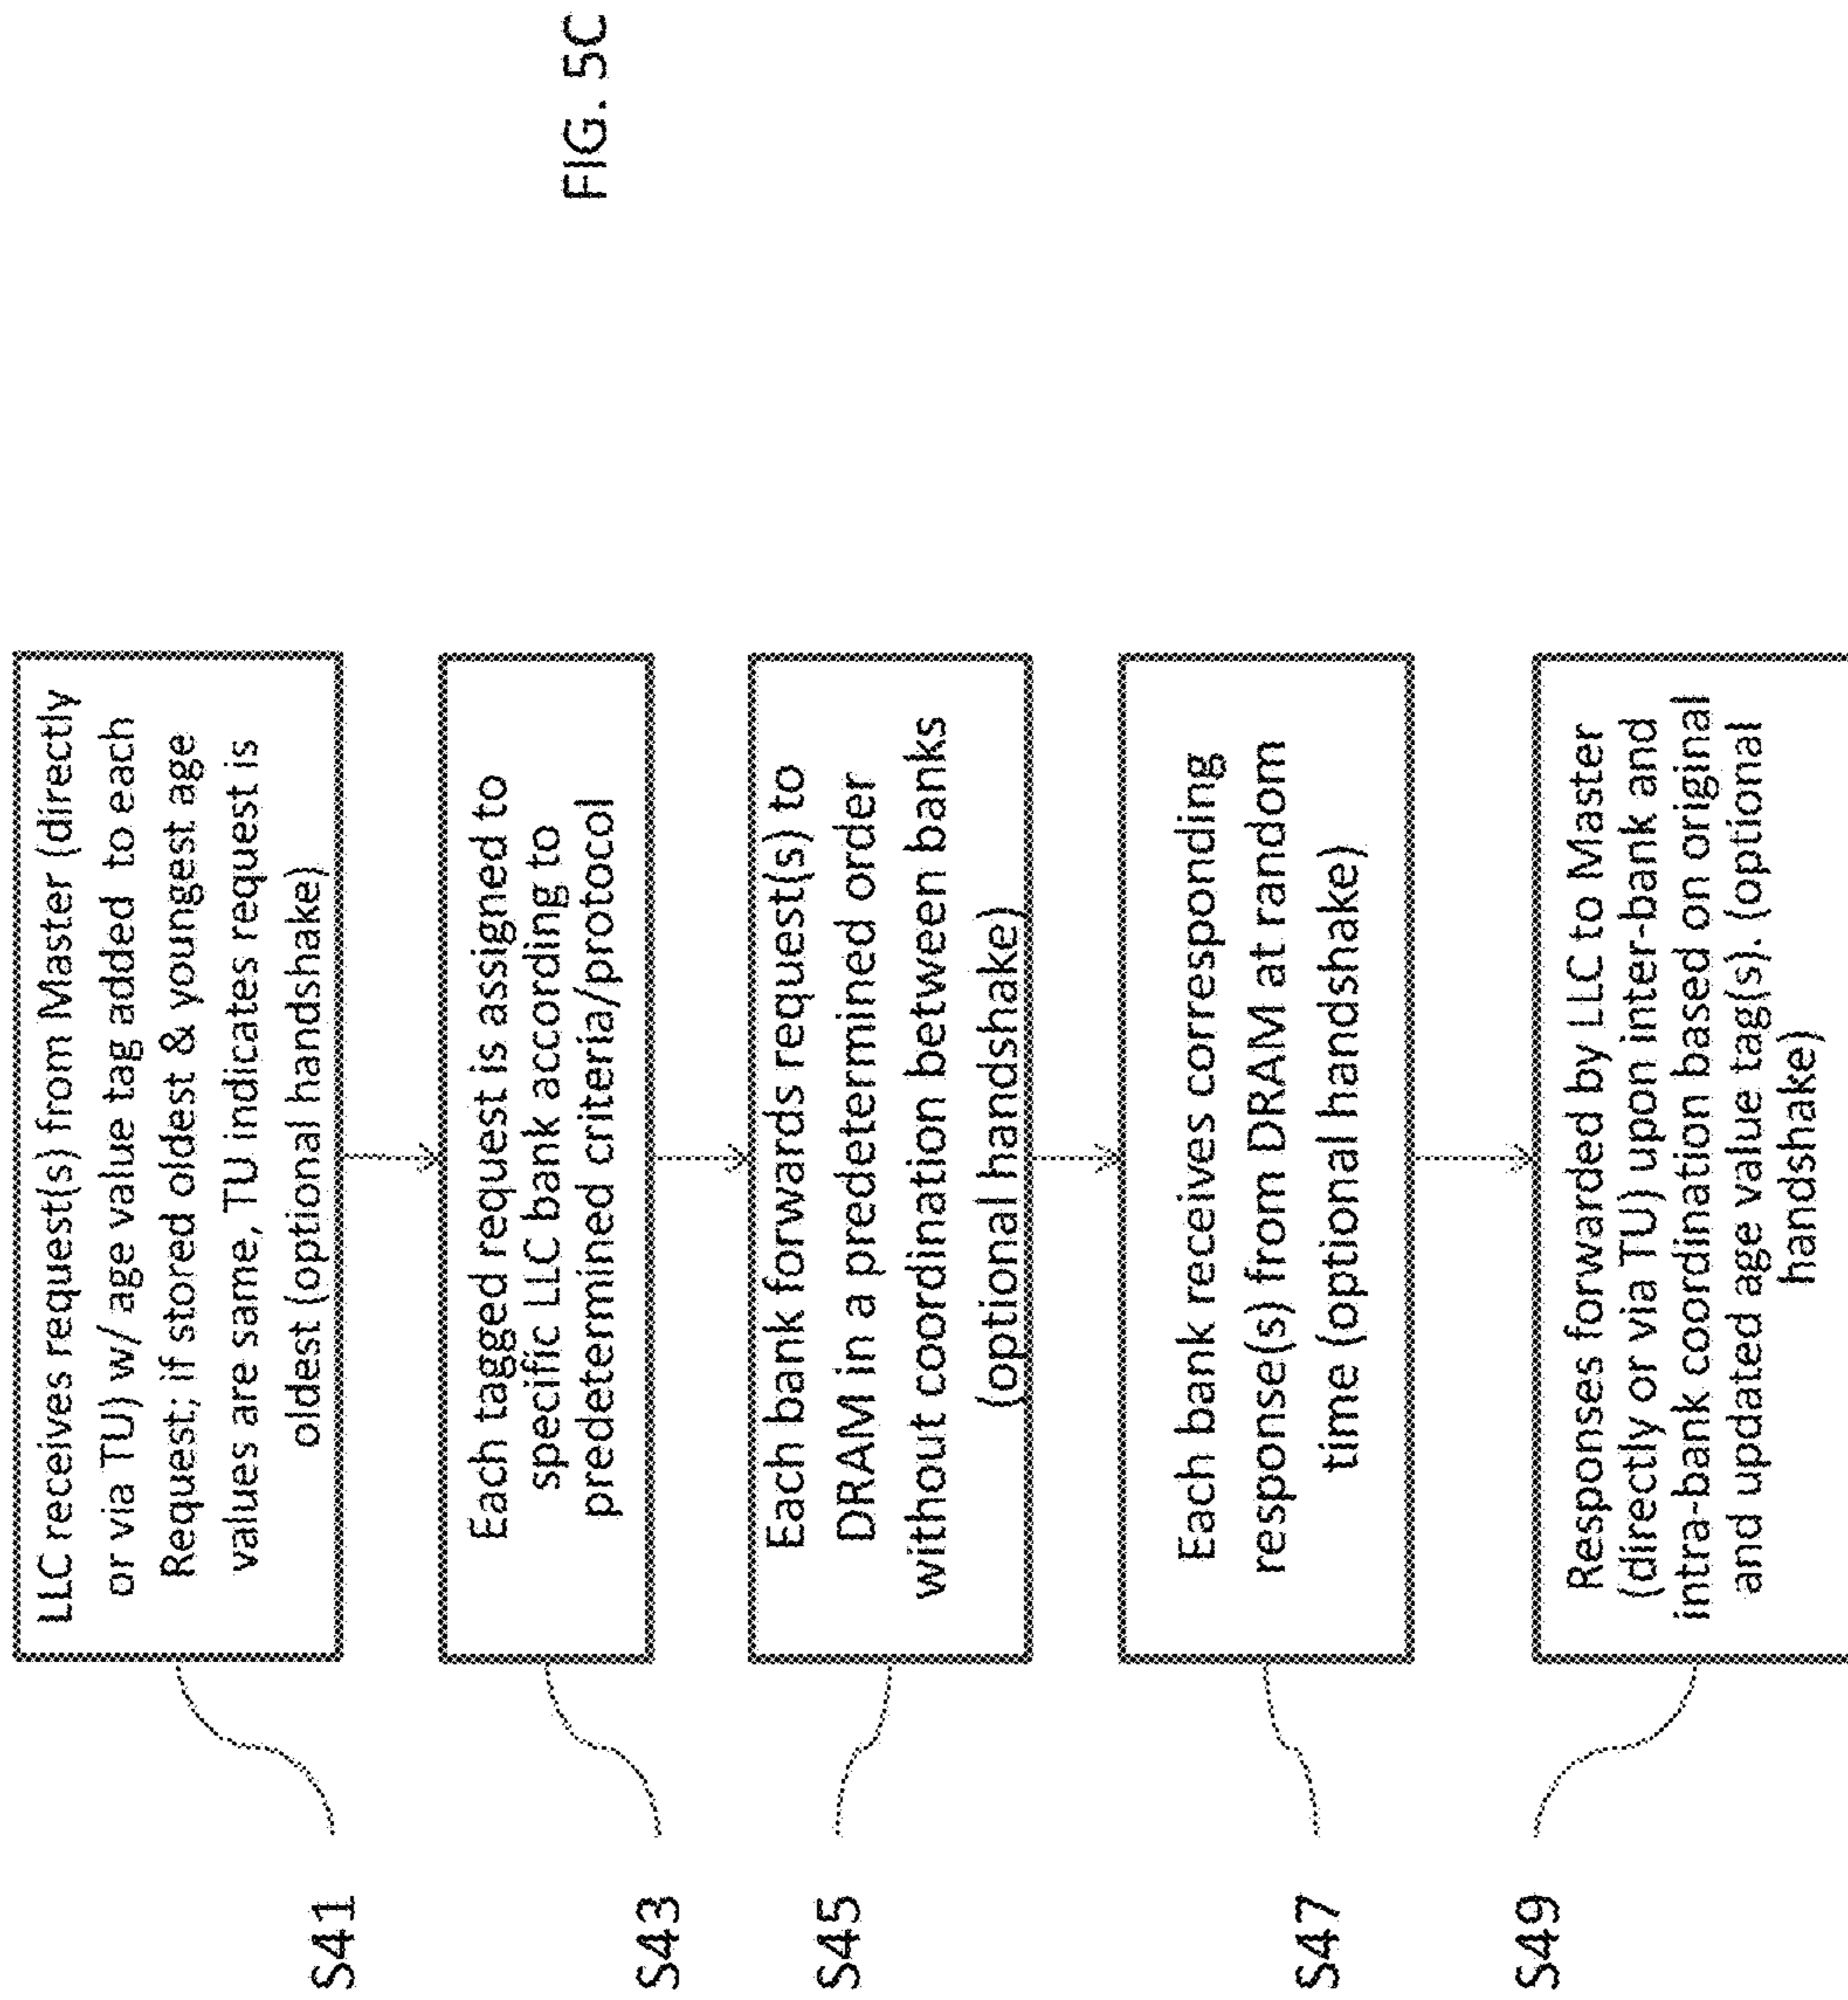 LLC receives request(s) from Master (directly
or via TU) w/ age value tag added to each
Request; if stored oldest & youngest age
values are same, TU indicates request is
oldest (optional handshake)
S41
Each tagged request is assigned to
specific LLC bank according to
predetermined criteria/protocol
S43
Each bank forwards request(s) to
DRAM in a predetermined order
without coordination between banks
(optional handshake)
S45
Each bank receives corresponding
response(s) from DRAM at random
time (optional handshake)
S47
Responses forwarded by LLC to Master
(directly or via TU) upon inter-bank and
intra-bank coordination based on original
and updated age value tag(s). (optional
handshake)
S49
FIG. 5C